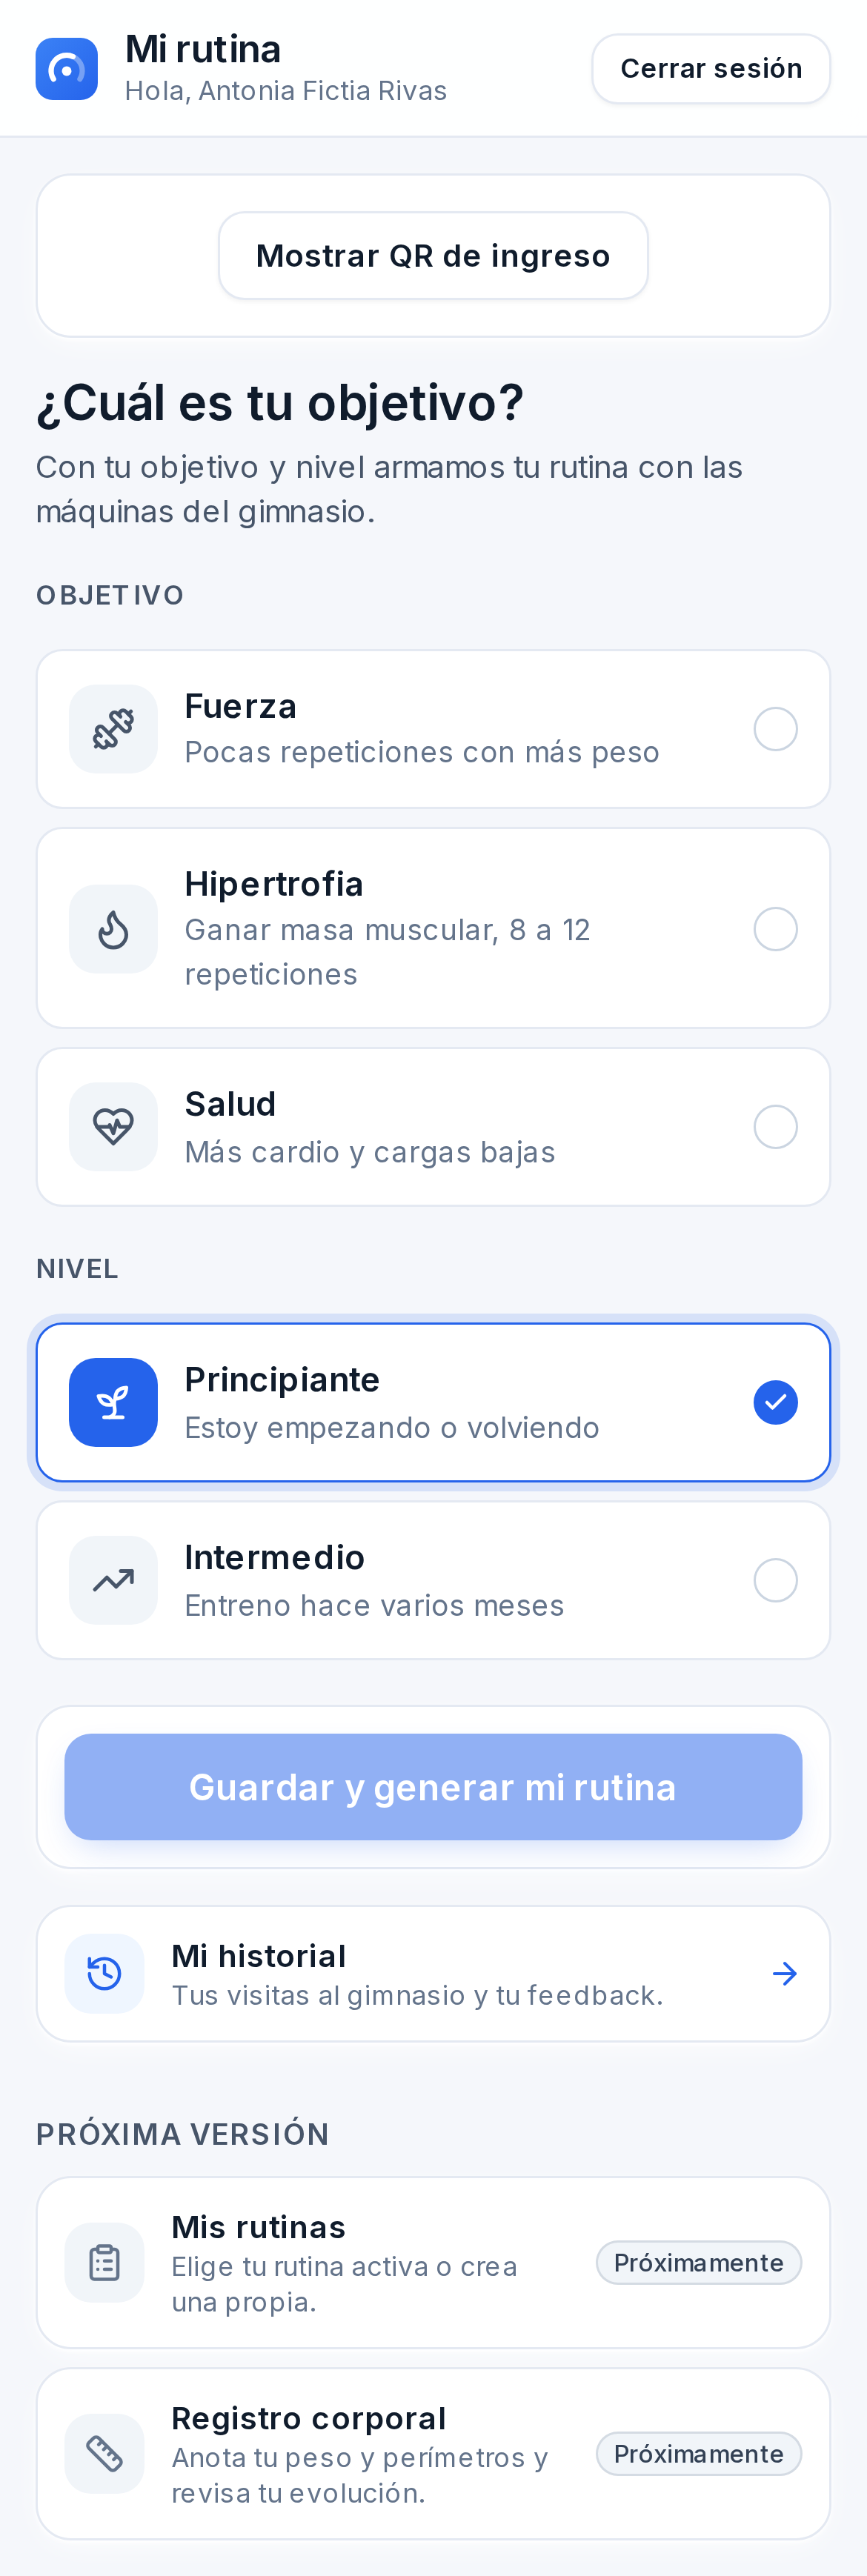 Mi rutina
Hola, Antonia Fictia Rivas
Cerrar sesión
Mostrar QR de ingreso
¿Cuál es tu objetivo?
Con tu objetivo y nivel armamos tu rutina con las
máquinas del gimnasio.
OBJETIVO
Fuerza
Pocas repeticiones con más peso
Hipertrofia
Ganar masa muscular, 8 a 12
repeticiones
Salud
Más cardio y cargas bajas
NIVEL
Principiante
Estoy empezando o volviendo
Intermedio
Entreno hace varios meses
Guardar y generar mi rutina
Mi historial
Tus visitas al gimnasio y tu feedback.
PRÓXIMA VERSIÓN
Mis rutinas
Elige tu rutina activa o crea
una propia.
Próximamente
Registro corporal
Anota tu peso y perímetros y
revisa tu evolución.
Próximamente